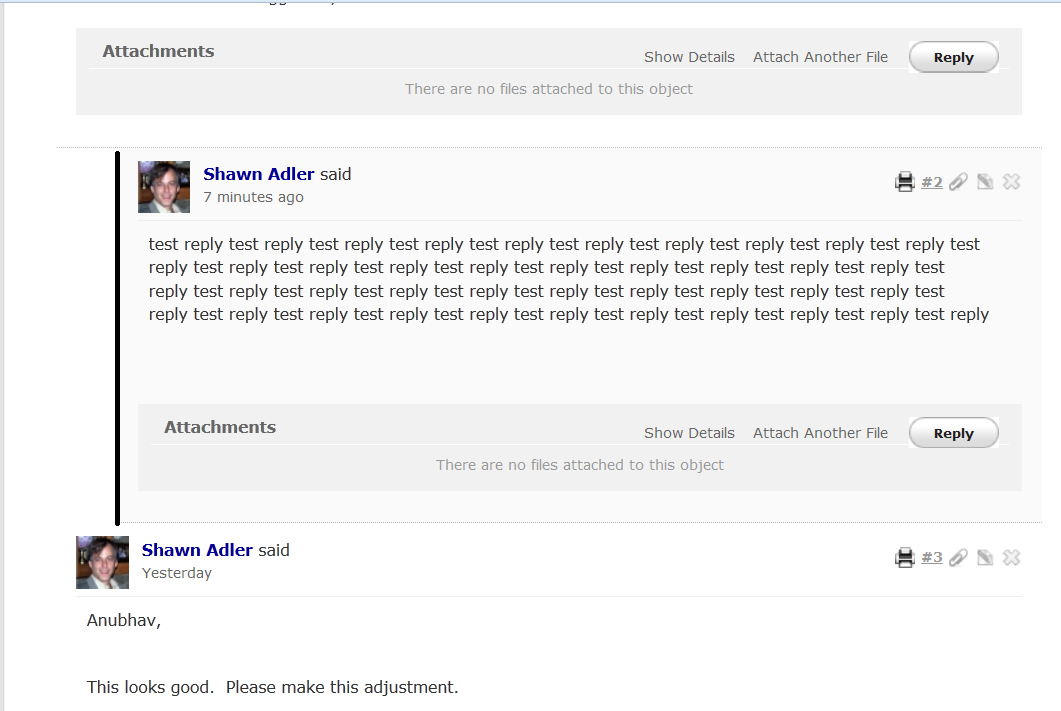 Attachments
Show Details Attach Another File Reply
There are no files attached to this object
Shawn Adler said
7 minutes ago
#2
test reply test reply test reply test reply test reply test reply test reply test reply test reply test reply test
reply test reply test reply test reply test reply test reply test reply test reply test reply test reply test
reply test reply test reply test reply test reply test reply test reply test reply test reply test reply test
reply test reply test reply test reply test reply test reply test reply test reply test reply test reply test reply
Attachments
Show Details Attach Another File Reply
There are no files attached to this object
Shawn Adler said
Yesterday
#3
Anubhav,
This looks good.  Please make this adjustment.